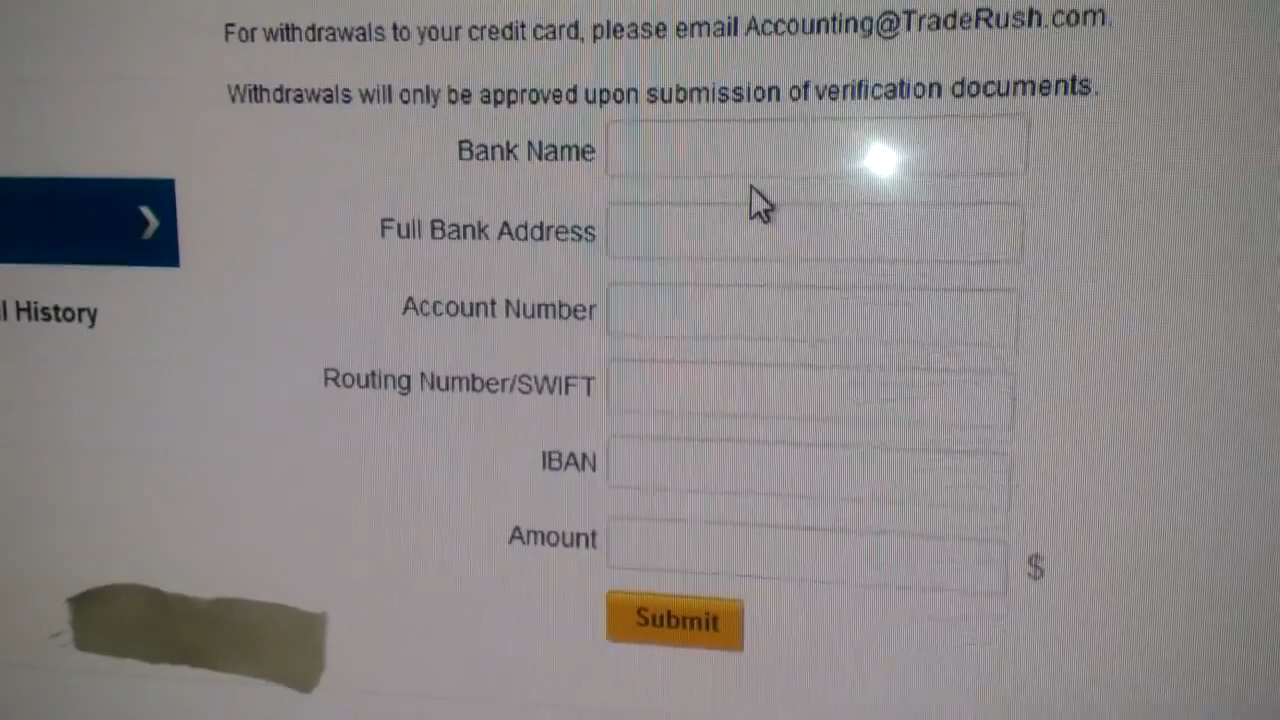 For withdrawals to your credit card, please email Accounting@TradeRush.com.
Withdrawals will only be approved upon submission of verification documents.
Bank Name
Full Bank Address
l History
Account Number
Routing Number/SWIFT
IBAN
Amount
$
Submit